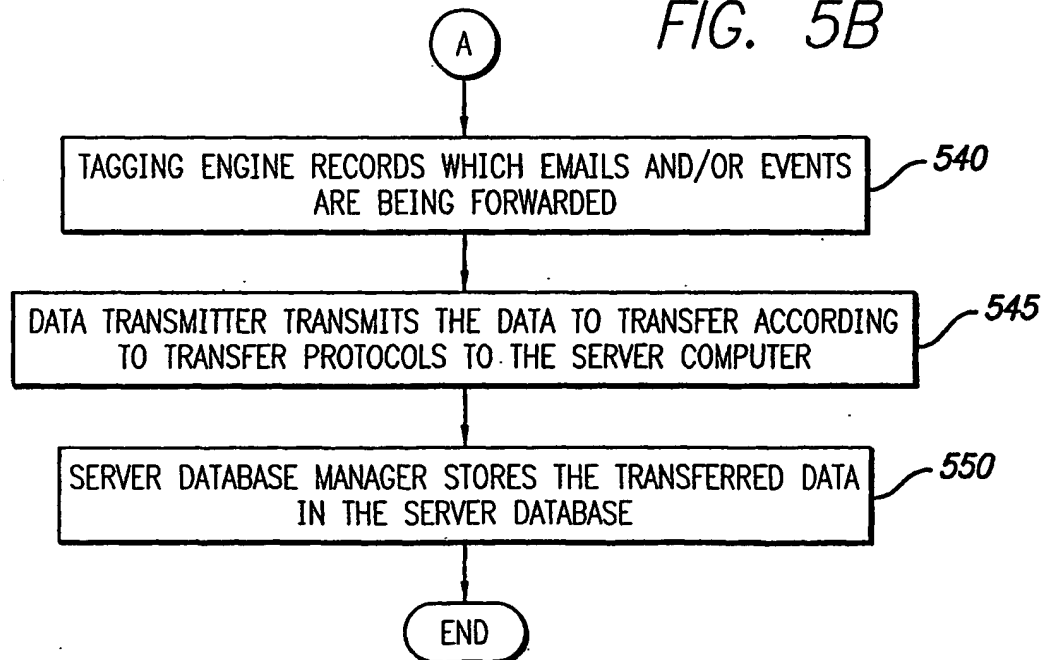 FIG. 5B
A
TAGGING ENGINE RECORDS WHICH EMAILS AND/OR EVENTS
ARE BEING FORWARDED
540
DATA TRANSMITTER TRANSMITS THE DATA TO TRANSFER ACCORDING
TO TRANSFER PROTOCOLS TO THE SERVER COMPUTER
545
SERVER DATABASE MANAGER STORES THE TRANSFERRED DATA
IN THE SERVER DATABASE
550
END